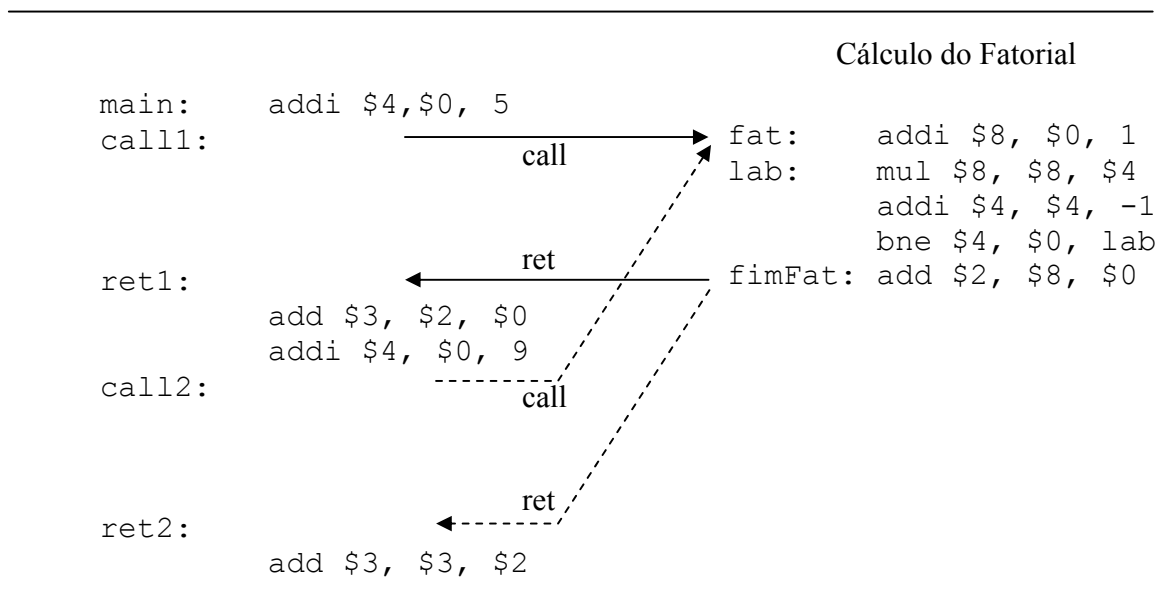 Cálculo do Fatorial
main: addi $4,$0, 5
call1:
call
fat: addi $8, $0, 1
lab: mul $8, $8, $4
addi $4, $4, -1
bne $4, $0, lab
ret
ret1:
fimFat: add $2, $8, $0
add $3, $2, $0
addi $4, $0, 9
call2:
call
ret
ret2:
add $3, $3, $2